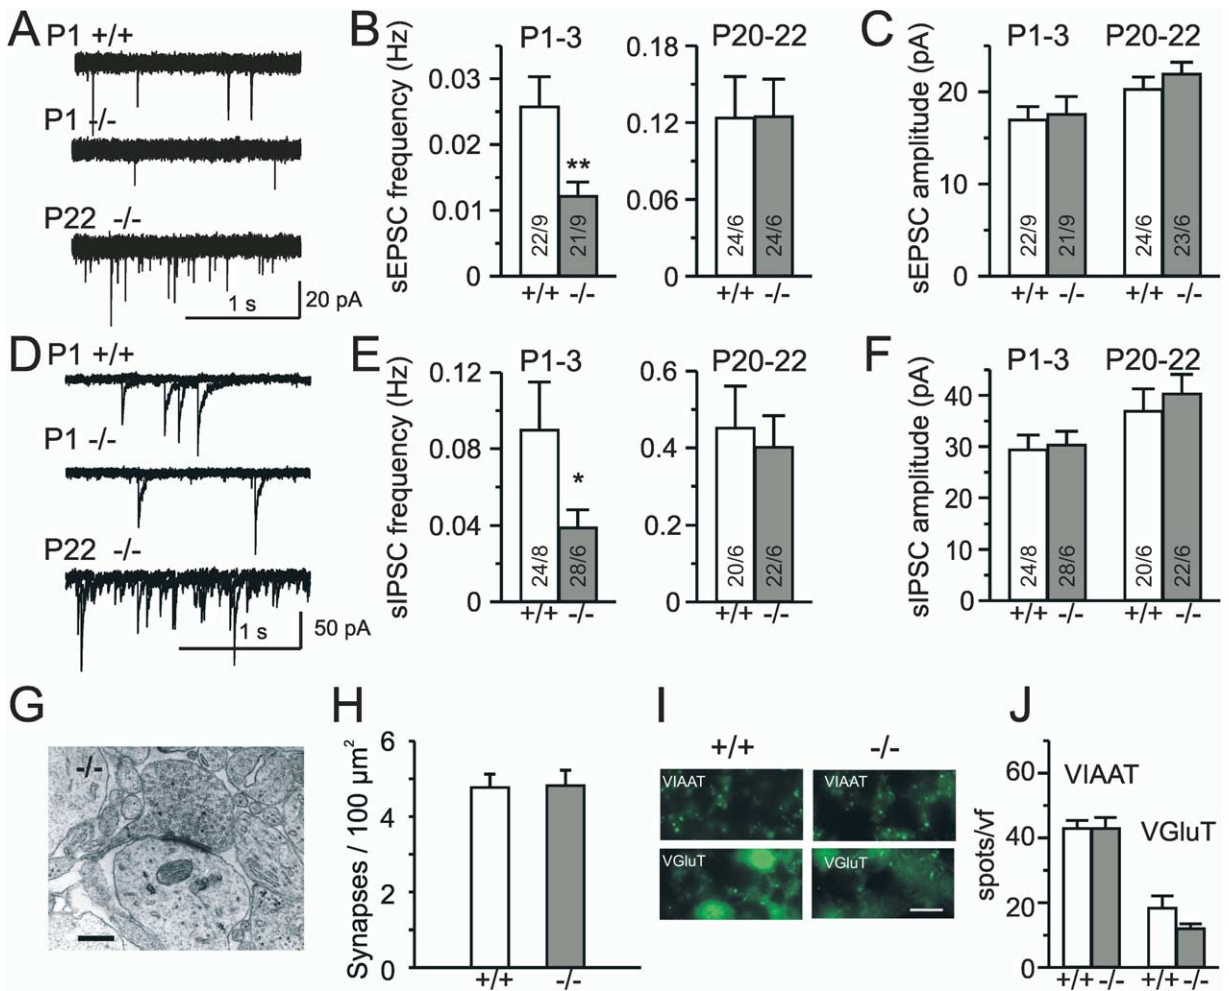 A
P1 +/+
P1 -/-
P22 -/-
1 s
20 pA
B
P1-3
P20-22
sEPSC frequency (Hz)
0.03
0.02
0.01
0
**
22/9
21/9
+/+ -/-
0.18
0.12
0.06
0
24/6
24/6
+/+ -/-
C
P1-3
P20-22
sEPSC amplitude (pA)
20
10
0
22/9
21/9
24/6
23/6
+/+ -/-
+/+ -/-
D
P1 +/+
P1 -/-
P22 -/-
1 s
50 pA
E
P1-3
P20-22
sIPSC frequency (Hz)
0.12
0.08
0.04
0
*
24/8
28/6
+/+ -/-
0.6
0.4
0.2
0
20/6
22/6
+/+ -/-
F
P1-3
P20-22
sIPSC amplitude (pA)
40
30
20
10
0
24/8
28/6
20/6
22/6
+/+ -/-
+/+ -/-
G
-/-
H
Synapses / 100 µm²
6
4
2
0
+/+
-/-
I
+/+
-/-
VIAAT
VIAAT
VGluT
VGluT
J
spots/vf
60
40
20
0
VIAAT
VGluT
+/+ -/-
+/+ -/-